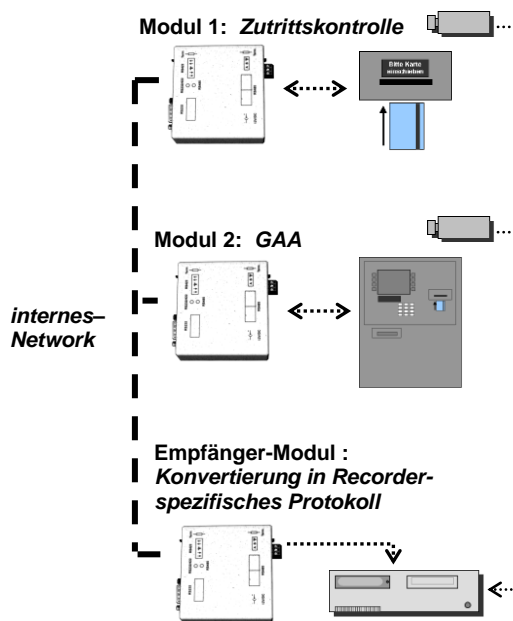 Modul 1: Zutrittskontrolle
Bitte Karte
einschieben
Modul 2: GAA
internes–
Network
Empfänger-Modul :
Konvertierung in Recorder-
spezifisches Protokoll